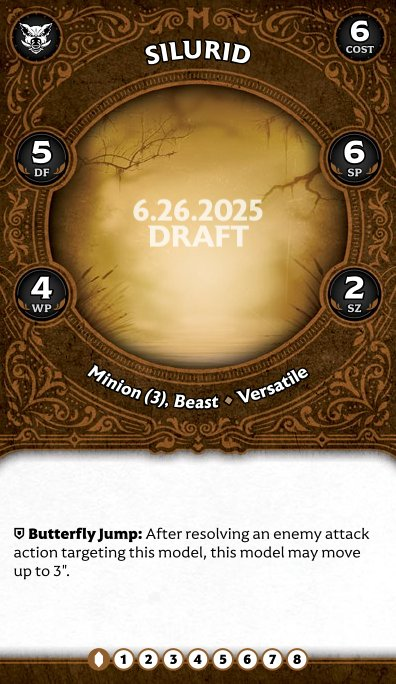 SILURID
6
COST
5
DF
6
SP
6.26.2025
DRAFT
4
WP
2
SZ
Minion (3), Beast • Versatile
Butterfly Jump: After resolving an enemy attack
action targeting this model, this model may move
up to 3".
1 2 3 4 5 6 7 8